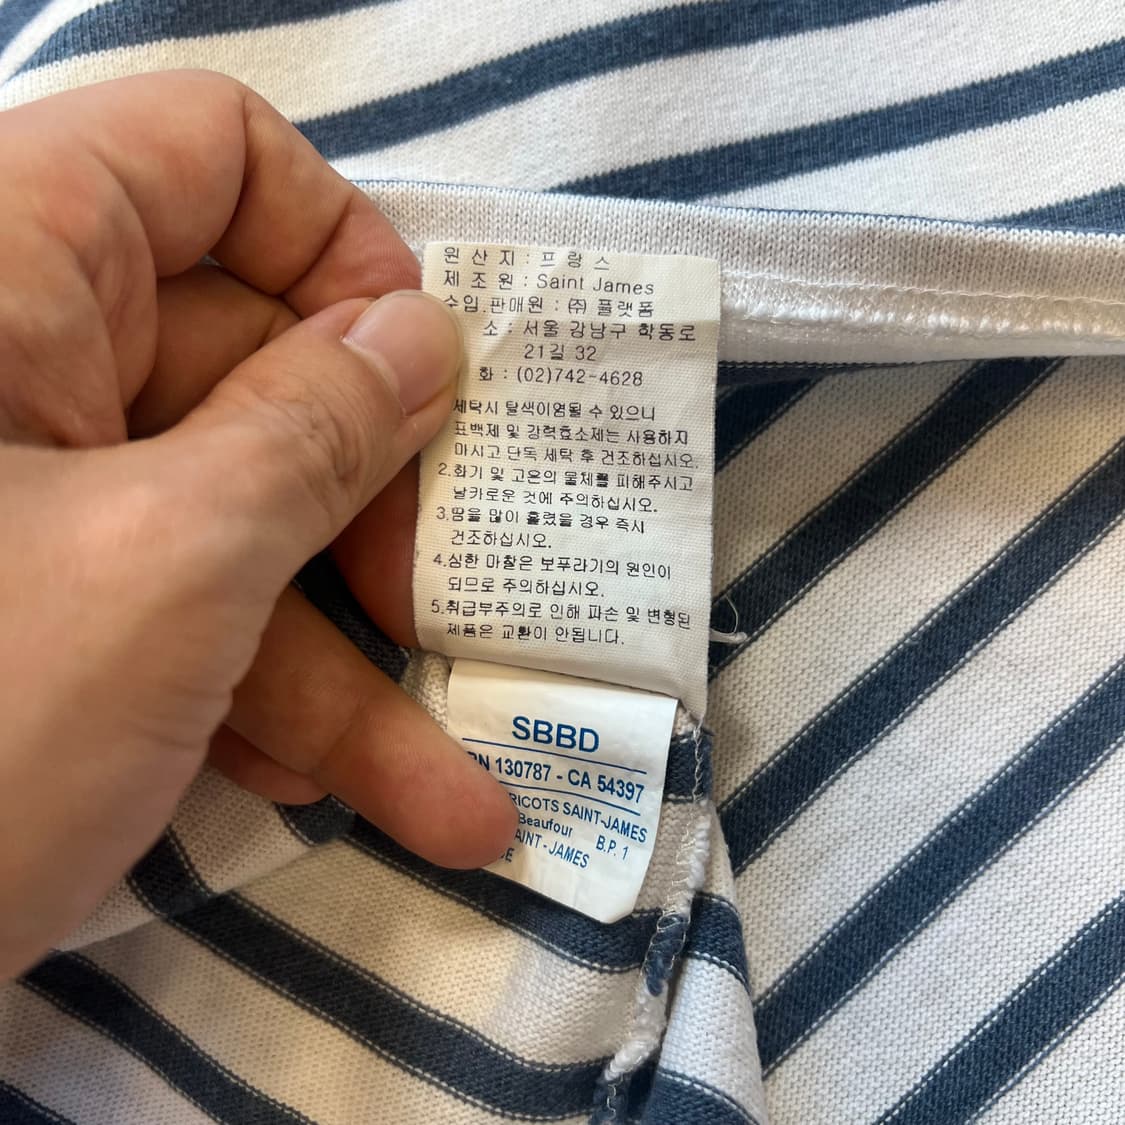 원 산 지 : 프 랑 스
제 조 원 : Saint James
수입.판매원 : ㈜ 플랫폼
소 : 서울 강남구 학동로
21길 32
화 : (02)742-4628
세탁시 탈색이염될 수 있으니
표백제 및 강력효소제는 사용하지
마시고 단독 세탁 후 건조하십시오.
2.화기 및 고온의 물체를 피해주시고
날카로운 것에 주의하십시오.
3.땀을 많이 흘렸을 경우 즉시
건조하십시오.
4.심한 마찰은 보푸라기의 원인이
되므로 주의하십시오.
5.취급부주의로 인해 파손 및 변형된
제품은 교환이 안됩니다.
SBBD
RN 130787 - CA 54397
RICOTS SAINT-JAMES
Beaufour B.P. 1
AINT - JAMES
CE